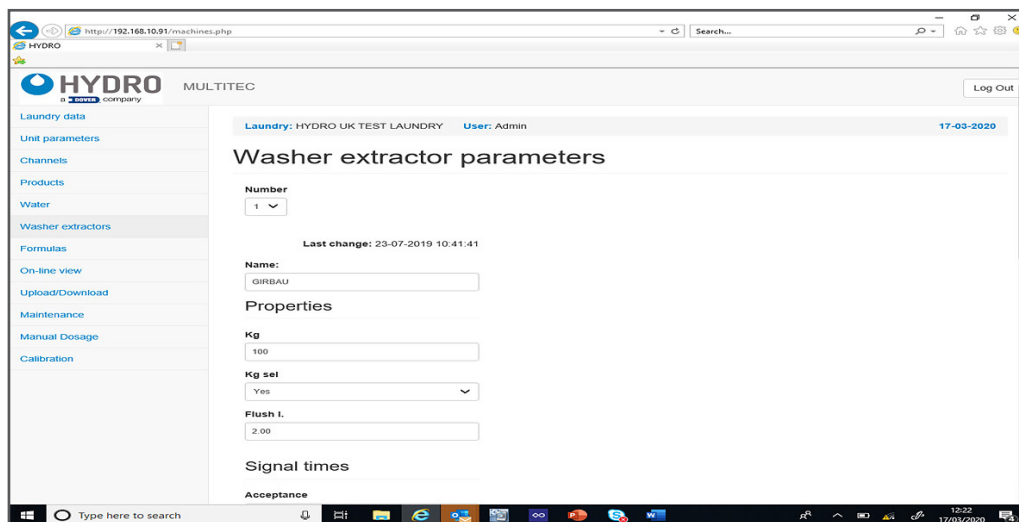 http://192.168.10.91/machines.php
Search...
HYDRO
HYDRO
a DOVER company
MULTITEC
Log Out
Laundry data
Unit parameters
Channels
Products
Water
Washer extractors
Formulas
On-line view
Upload/Download
Maintenance
Manual Dosage
Calibration
Laundry: HYDRO UK TEST LAUNDRY User: Admin 17-03-2020
Washer extractor parameters
Number
1
Last change: 23-07-2019 10:41:41
Name:
GIRBAU
Properties
Kg
100
Kg sel
Yes
Flush l.
2.00
Signal times
Acceptance
Type here to search
12:22
17/03/2020